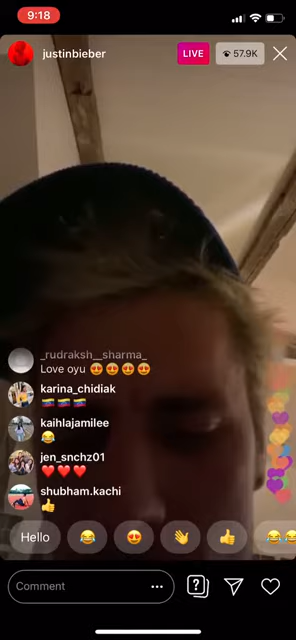 9:18
justinbieber
LIVE
57.9K
_rudraksh__sharma_
Love oyu 😍😍😍😍
karina_chidiak
🇻🇪🇻🇪🇻🇪
kaihlajamilee
😂
jen_snchz01
❤️❤️❤️
shubham.kachi
👍
Hello 😂 😍 👋 👍 😂😂
Comment